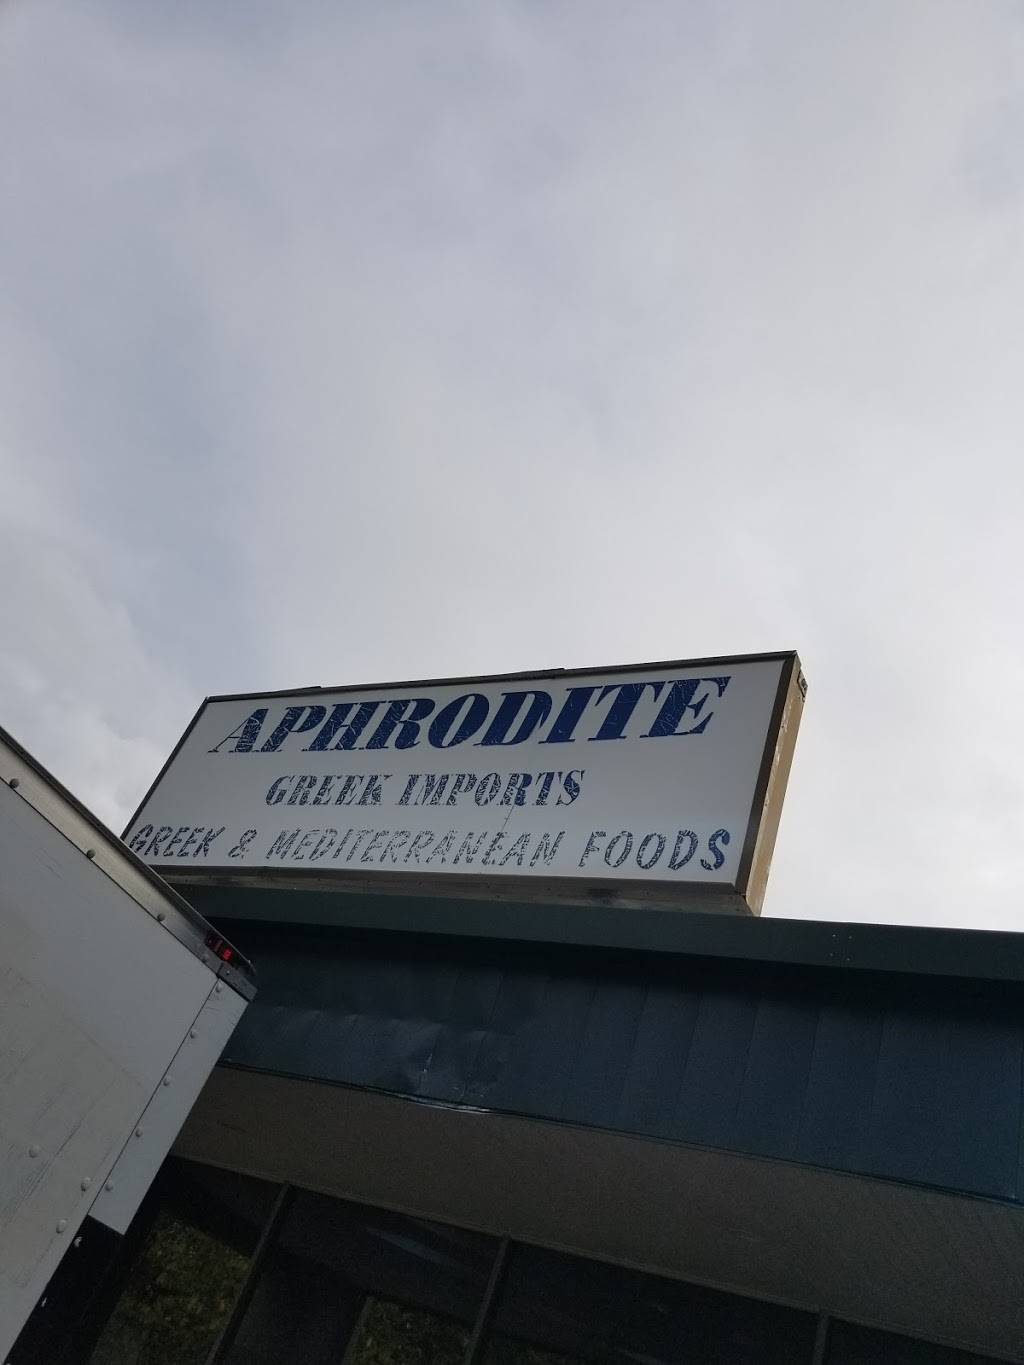 APHRODITE
GREEK IMPORTS
GREEK & MEDITERRANEAN FOODS